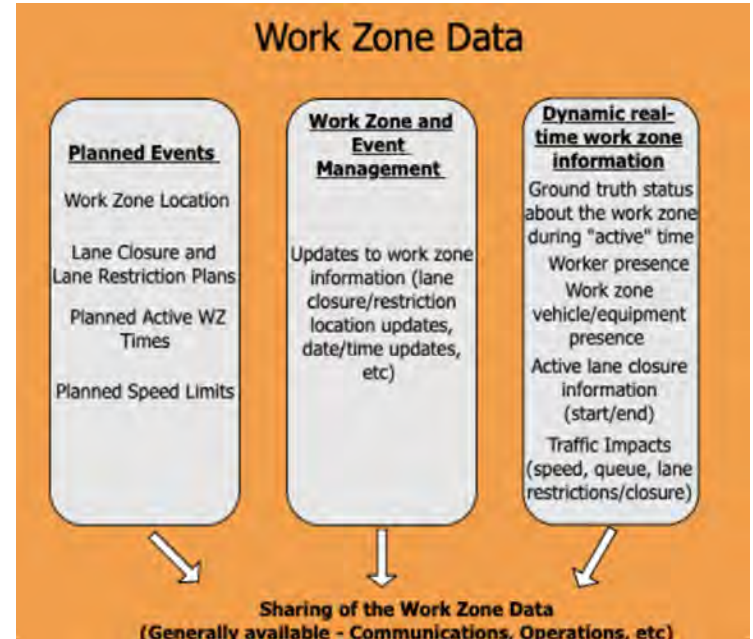 Work Zone Data
Planned Events
Work Zone Location
Lane Closure and
Lane Restriction Plans
Planned Active WZ
Times
Planned Speed Limits
Work Zone and
Event
Management
Updates to work zone
information (lane
closure/restriction
location updates,
date/time updates,
etc)
Dynamic real-
time work zone
information
Ground truth status
about the work zone
during "active" time
Worker presence
Work zone
vehicle/equipment
presence
Active lane closure
information
(start/end)
Traffic Impacts
(speed, queue, lane
restrictions/closure)
Sharing of the Work Zone Data
(Generally available - Communications, Operations, etc)